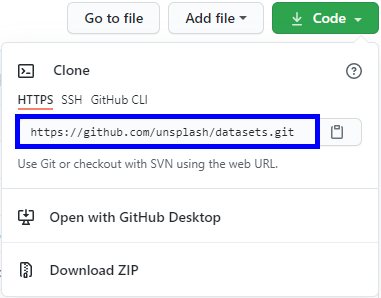 Go to file Add file Code
Clone
HTTPS SSH GitHub CLI
https://github.com/unsplash/datasets.git
Use Git or checkout with SVN using the web URL.
Open with GitHub Desktop
Download ZIP